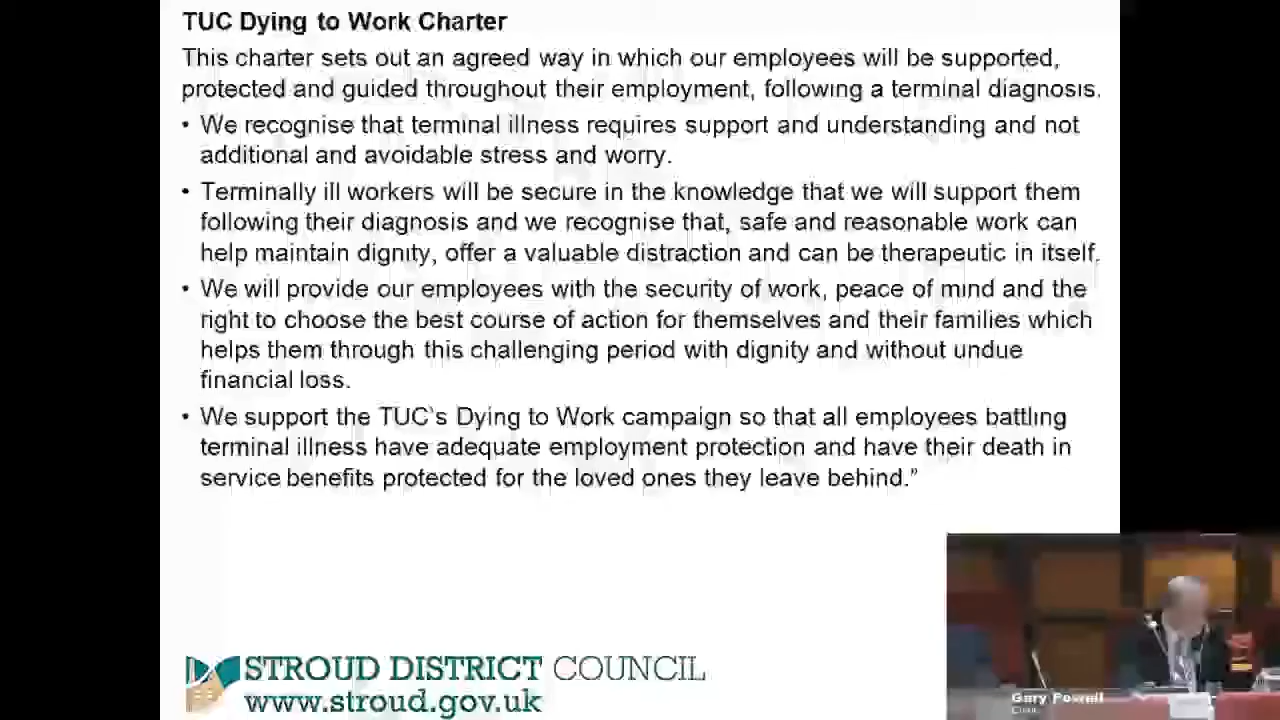 TUC Dying to Work Charter
This charter sets out an agreed way in which our employees will be supported,
protected and guided throughout their employment, following a terminal diagnosis.
• We recognise that terminal illness requires support and understanding and not
additional and avoidable stress and worry.
• Terminally ill workers will be secure in the knowledge that we will support them
following their diagnosis and we recognise that, safe and reasonable work can
help maintain dignity, offer a valuable distraction and can be therapeutic in itself.
• We will provide our employees with the security of work, peace of mind and the
right to choose the best course of action for themselves and their families which
helps them through this challenging period with dignity and without undue
financial loss.
• We support the TUC's Dying to Work campaign so that all employees battling
terminal illness have adequate employment protection and have their death in
service benefits protected for the loved ones they leave behind.”
STROUD DISTRICT COUNCIL
www.stroud.gov.uk
Gary Powell